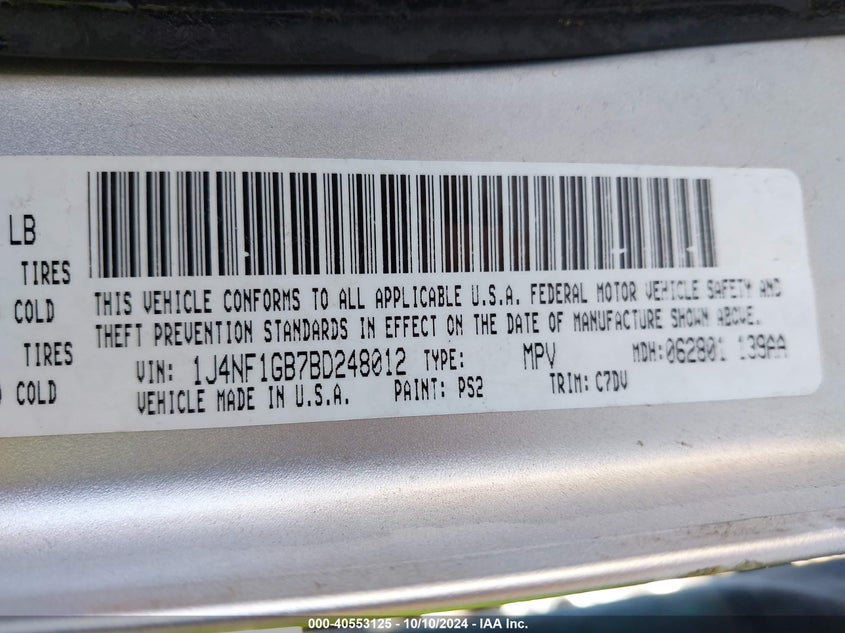 LB
TIRES
COLD
TIRES
COLD
THIS VEHICLE CONFORMS TO ALL APPLICABLE U.S.A. FEDERAL MOTOR VEHICLE SAFETY AND
THEFT PREVENTION STANDARDS IN EFFECT ON THE DATE OF MANUFACTURE SHOWN ABOVE.
VIN: 1J4NF1GB7BD248012 TYPE: MPV MDH:062801 139AA
VEHICLE MADE IN U.S.A. PAINT: PS2 TRIM: C7DV
000-40553125 - 10/10/2024 - IAA Inc.